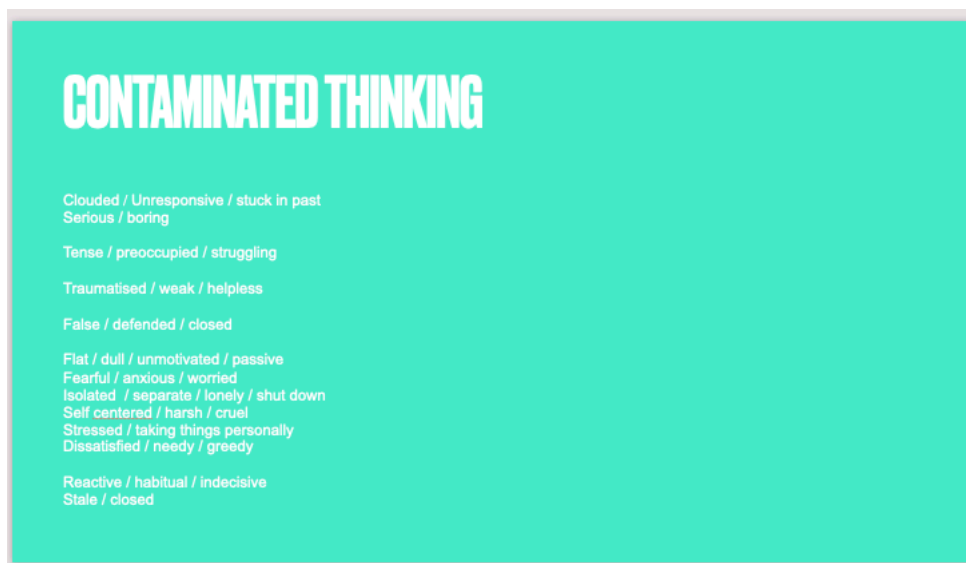 CONTAMINATED THINKING
Clouded / Unresponsive / stuck in past
Serious / boring
Tense / preoccupied / struggling
Traumatised / weak / helpless
False / defended / closed
Flat / dull / unmotivated / passive
Fearful / anxious / worried
Isolated  / separate / lonely / shut down
Self centered / harsh / cruel
Stressed / taking things personally
Dissatisfied / needy / greedy
Reactive / habitual / indecisive
Stale / closed